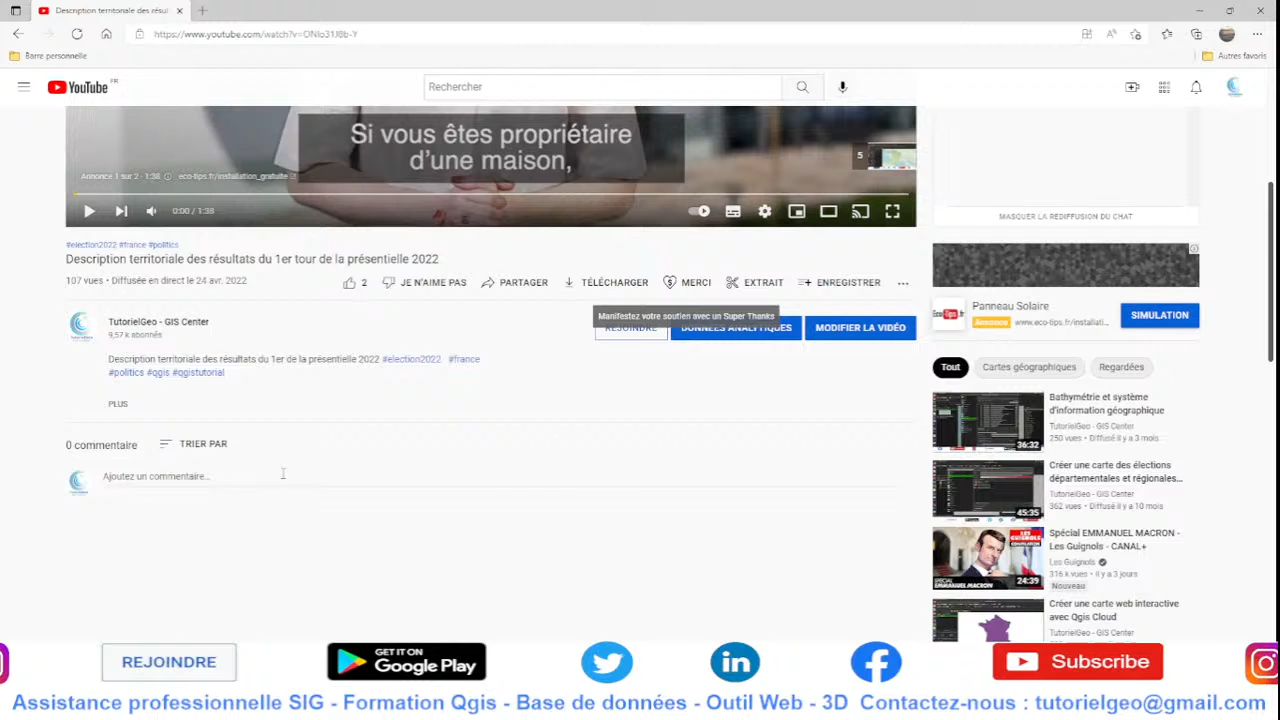 Description territoriale des résul
https://www.youtube.com/watch?v=ONIo31J8b-Y
Barre personnelle
Autres favoris
YouTube FR
Rechercher
Si vous êtes propriétaire
d'une maison,
5
Annonce 1 sur 2 · 1:38
eco-tips.fr/installation_gratuite
0:00 / 1:38
MASQUER LA REDIFFUSION DU CHAT
#election2022 #france #politics
Description territoriale des résultats du 1er tour de la présentielle 2022
107 vues • Diffusée en direct le 24 avr. 2022
2
JE N'AIME PAS
PARTAGER
TÉLÉCHARGER
MERCI
EXTRAIT
ENREGISTRER
Manifestez votre soutien avec un Super Thanks
TutorielGeo - GIS Center
9,57 k abonnés
REJOINDRE
DONNÉES ANALYTIQUES
MODIFIER LA VIDÉO
Description territoriale des résultats du 1er de la présentielle 2022 #election2022 #france
#politics #qgis #qgistutorial
PLUS
0 commentaire
TRIER PAR
Ajoutez un commentaire...
Eco-Tips
Panneau Solaire
Annonce www.eco-tips.fr/installati...
SIMULATION
Tout
Cartes géographiques
Regardées
Bathymétrie et système
d'information géographique
TutorielGeo - GIS Center
250 vues • Diffusé il y a 3 mois
36:32
Créer une carte des élections
départementales et régionales...
TutorielGeo - GIS Center
362 vues • Diffusé il y a 10 mois
45:35
Spécial EMMANUEL MACRON -
Les Guignols - CANAL+
Les Guignols
316 k vues • il y a 3 jours
Nouveau
LES GUIGNOLS
SPÉCIAL
EMMANUEL MACRON
24:39
Créer une carte web interactive
avec Qgis Cloud
TutorielGeo - GIS Center
REJOINDRE
GET IT ON
Google Play
Subscribe
Assistance professionnelle SIG - Formation Qgis - Base de données - Outil Web - 3D Contactez-nous : tutorielgeo@gmail.com